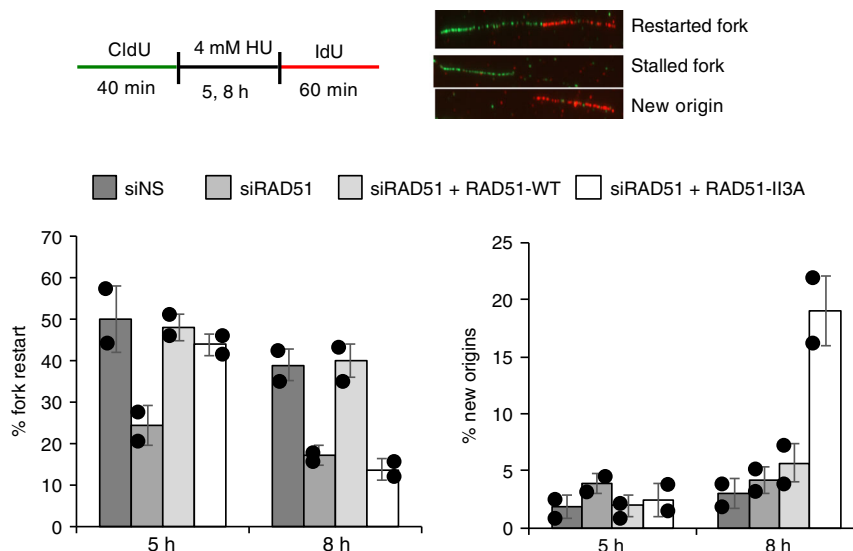 CldU
4 mM HU
IdU
40 min
5, 8 h
60 min
Restarted fork
Stalled fork
New origin
siNS
siRAD51
siRAD51 + RAD51-WT
siRAD51 + RAD51-II3A
% fork restart
70
60
50
40
30
20
10
0
5 h
8 h
% new origins
25
20
15
10
5
0
5 h
8 h